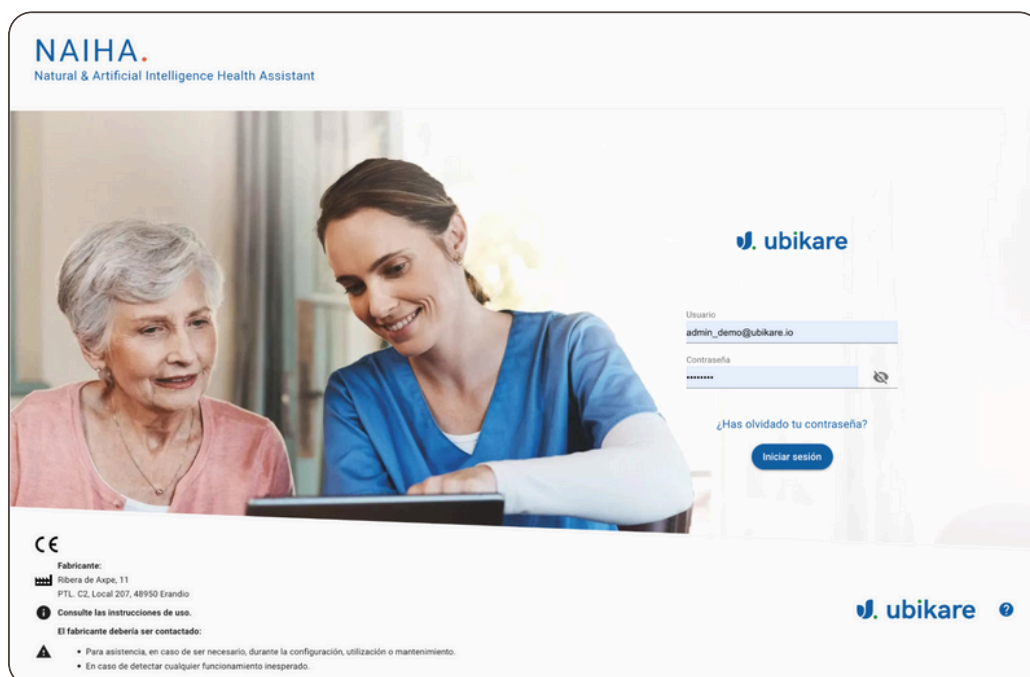 NAIHA.
Natural & Artificial Intelligence Health Assistant
ubikare
Usuario
admin_demo@ubikare.io
Contraseña
••••••••
¿Has olvidado tu contraseña?
Iniciar sesión
CE
Fabricante:
Ribera de Axpe, 11
PTL. C2, Local 207, 48950 Erandio
Consulte las instrucciones de uso.
El fabricante debería ser contactado:
• Para asistencia, en caso de ser necesario, durante la configuración, utilización o mantenimiento.
• En caso de detectar cualquier funcionamiento inesperado.
ubikare